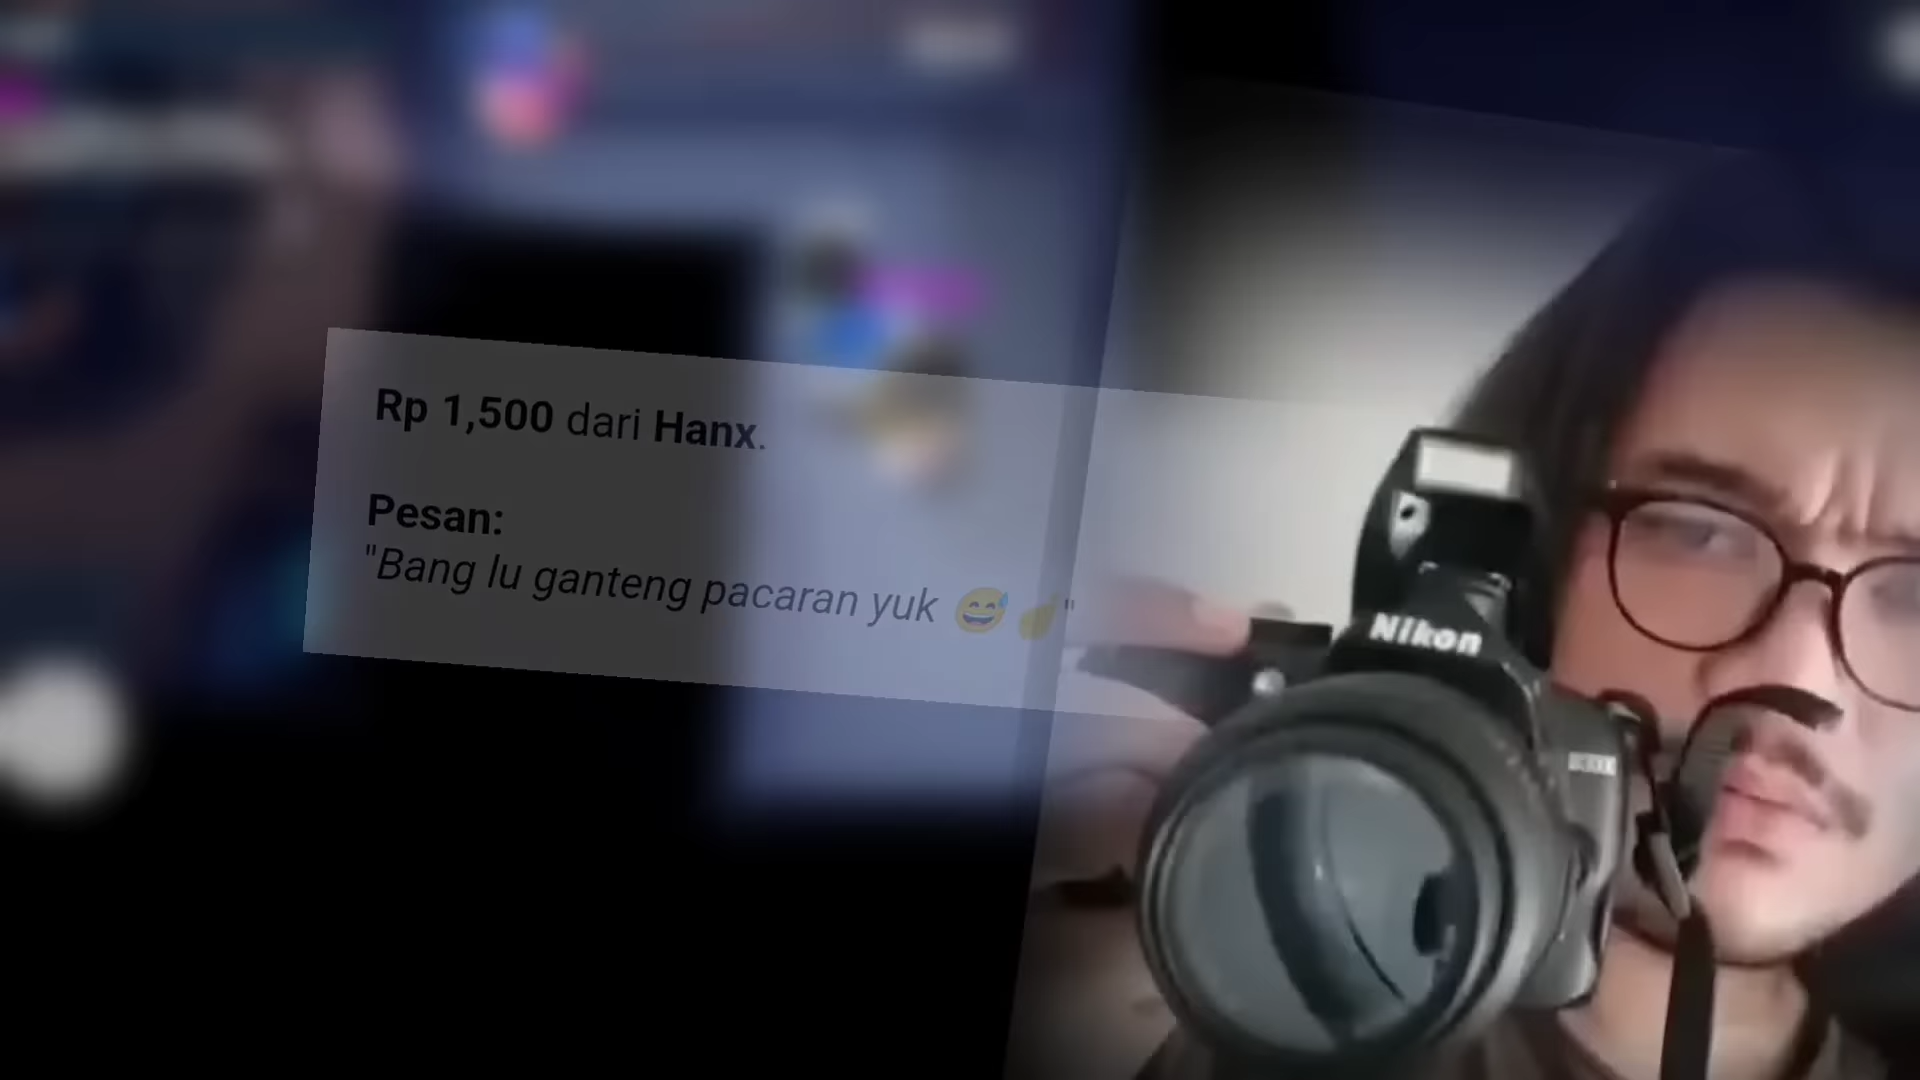 Rp 1,500 dari Hanx.
Pesan:
"Bang lu ganteng pacaran yuk 😅 👍"
Nikon